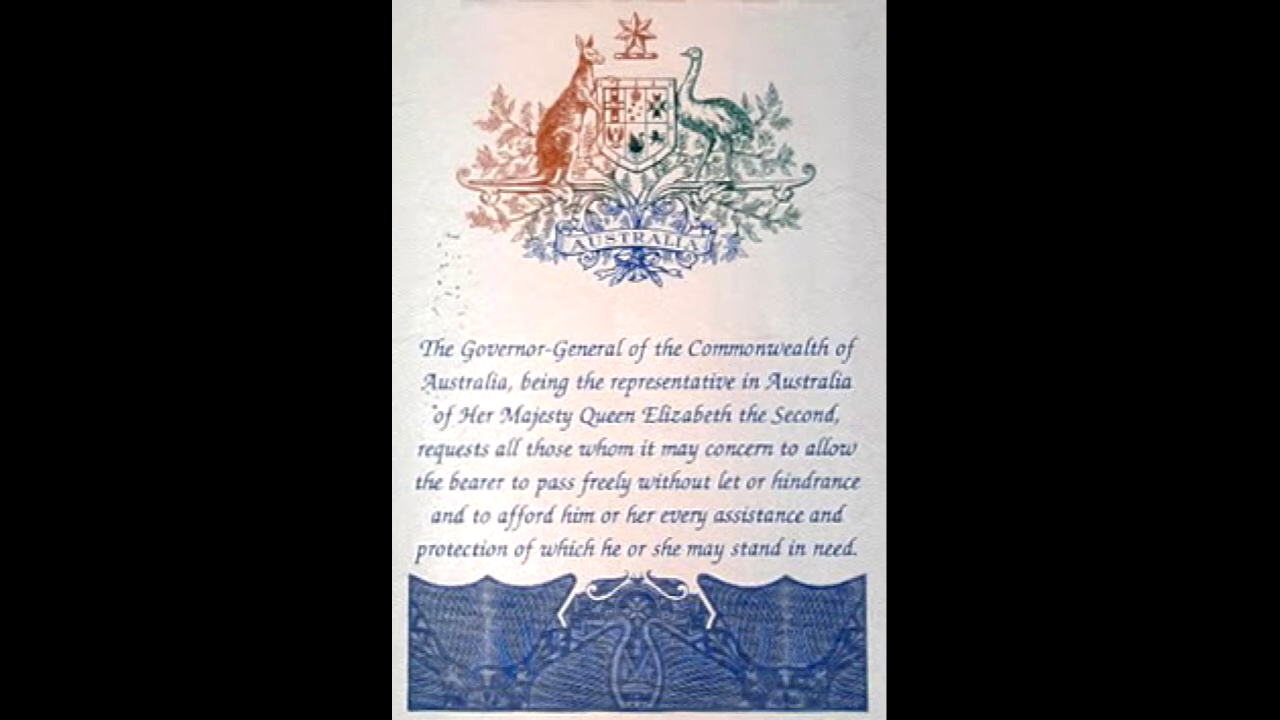 AUSTRALIA
The Governor-General of the Commonwealth of
Australia, being the representative in Australia
of Her Majesty Queen Elizabeth the Second,
requests all those whom it may concern to allow
the bearer to pass freely without let or hindrance
and to afford him or her every assistance and
protection of which he or she may stand in need.